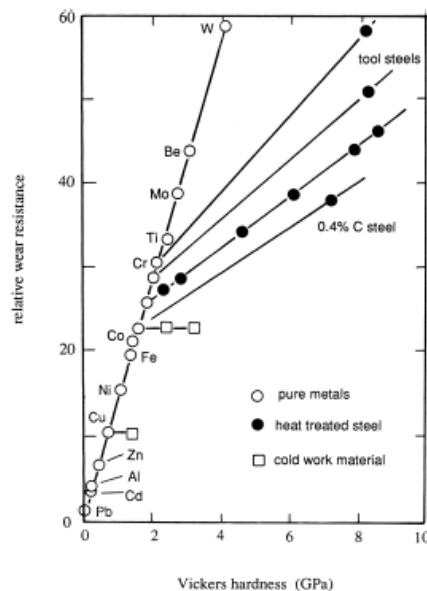 60
W
tool steels
Be
40
Mo
Ti
0.4% C steel
Cr
relative wear resistance
Co
20
Fe
Ni
pure metals
Cu
heat treated steel
Zn
cold work material
Al
Cd
Pb
0
0 2 4 6 8 10
Vickers hardness (GPa)